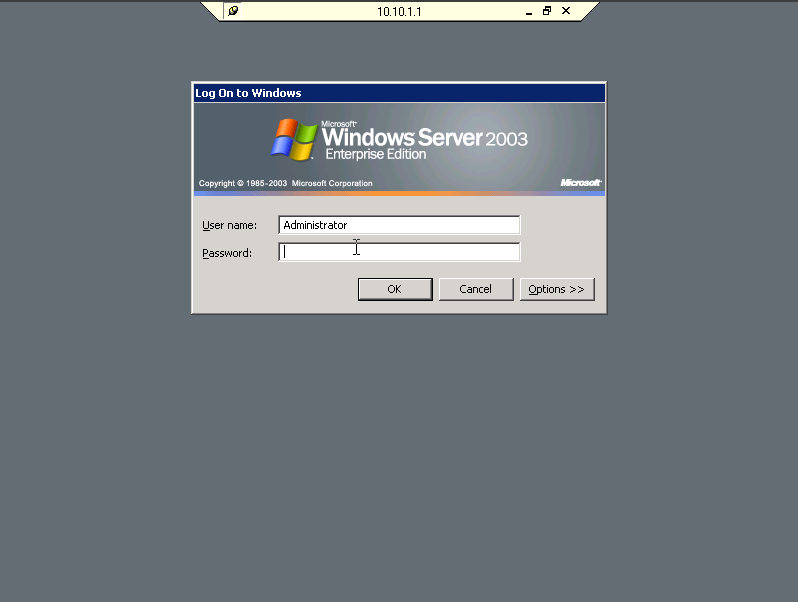 10.10.1.1
Log On to Windows
Microsoft
Windows Server 2003
Enterprise Edition
Copyright © 1985-2003 Microsoft Corporation Microsoft
User name: Administrator
Password:
OK Cancel Options >>